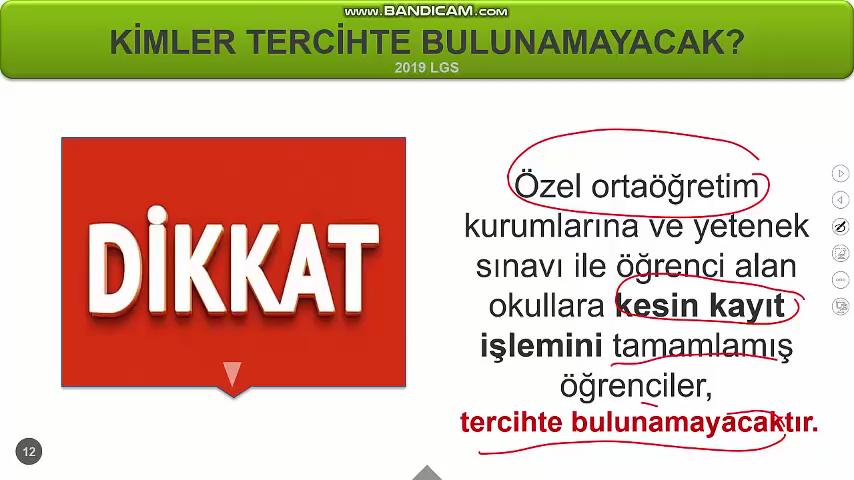 www.BANDICAM.com
KİMLER TERCİHTE BULUNAMAYACAK?
2019 LGS
DİKKAT
Özel ortaöğretim
kurumlarına ve yetenek
sınavı ile öğrenci alan
okullara kesin kayıt
işlemini tamamlamış
öğrenciler,
tercihte bulunamayacaktır.
12